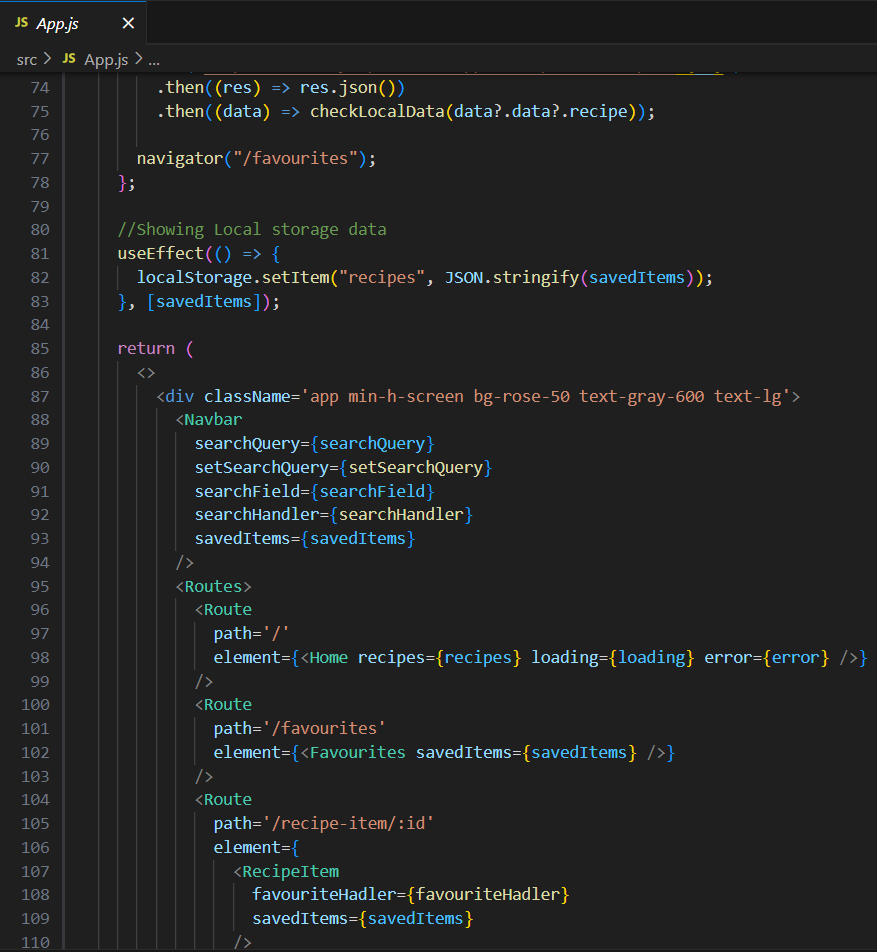 JS App.js ×
src > JS App.js > ...
74 .then((res) => res.json())
75 .then((data) => checkLocalData(data?.data?.recipe));
76
77 navigator("/favourites");
78 };
79
80 //Showing Local storage data
81 useEffect(() => {
82 localStorage.setItem("recipes", JSON.stringify(savedItems));
83 }, [savedItems]);
84
85 return (
86 <>
87 <div className='app min-h-screen bg-rose-50 text-gray-600 text-lg'>
88 <Navbar
89 searchQuery={searchQuery}
90 setSearchQuery={setSearchQuery}
91 searchField={searchField}
92 searchHandler={searchHandler}
93 savedItems={savedItems}
94 />
95 <Routes>
96 <Route
97 path='/'
98 element={<Home recipes={recipes} loading={loading} error={error} />}
99 />
100 <Route
101 path='/favourites'
102 element={<Favourites savedItems={savedItems} />}
103 />
104 <Route
105 path='/recipe-item/:id'
106 element={
107 <RecipeItem
108 favouriteHadler={favouriteHadler}
109 savedItems={savedItems}
110 />